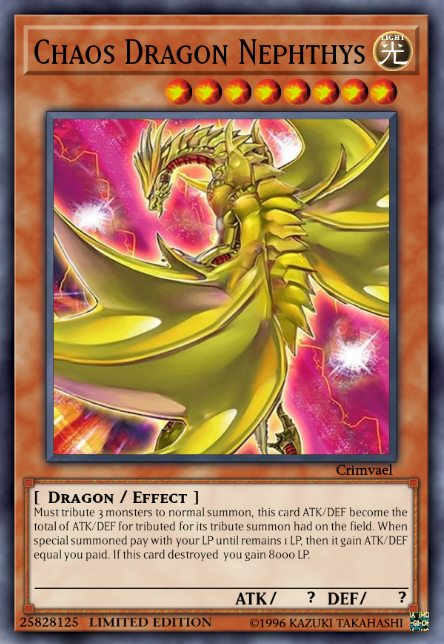 CHAOS DRAGON NEPHTHYS
LIGHT
光
Crimvael
[ DRAGON / EFFECT ]
Must tribute 3 monsters to normal summon, this card ATK/DEF become the
total of ATK/DEF for tributed for its tribute summon had on the field. When
special summoned pay with your LP until remains 1 LP, then it gain ATK/DEF
equal you paid. If this card destroyed you gain 8000 LP.
ATK/ ? DEF/ ?
25828125 LIMITED EDITION ©1996 KAZUKI TAKAHASHI